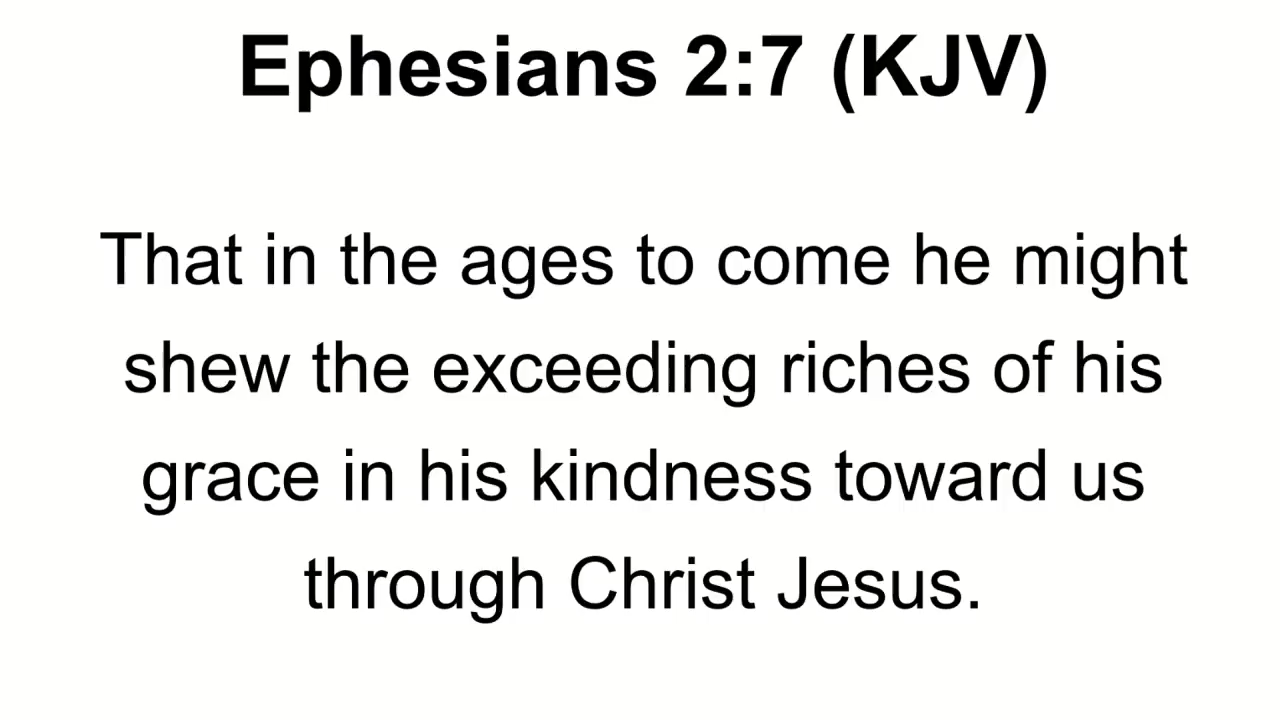 Ephesians 2:7 (KJV)
That in the ages to come he might
shew the exceeding riches of his
grace in his kindness toward us
through Christ Jesus.